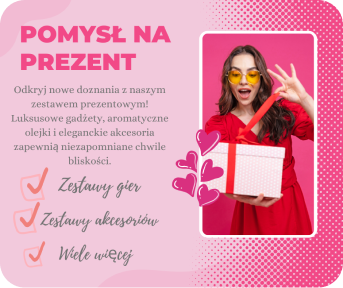 POMYSŁ NA
PREZENT
Odkryj nowe doznania z naszym
zestawem prezentowym!
Luksusowe gadżety, aromatyczne
olejki i eleganckie akcesoria
zapewnią niezapomniane chwile
bliskości.
Zestawy gier
Zestawy akcesoriów
Wiele więcej